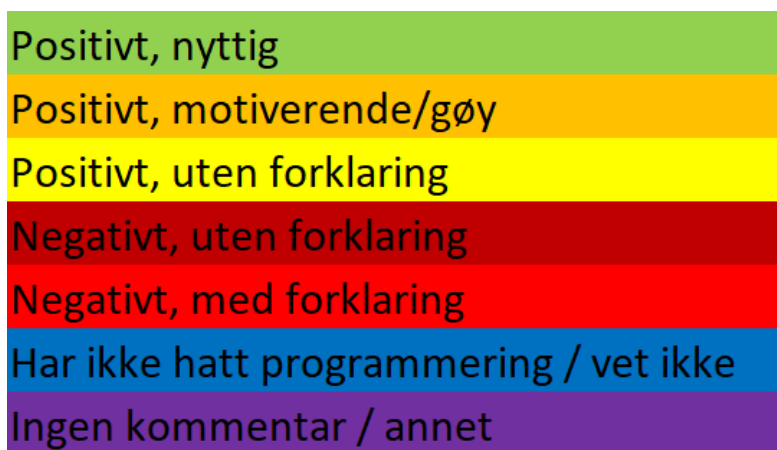 Positivt, nyttig
Positivt, motiverende/gøy
Positivt, uten forklaring
Negativt, uten forklaring
Negativt, med forklaring
Har ikke hatt programmering / vet ikke
Ingen kommentar / annet